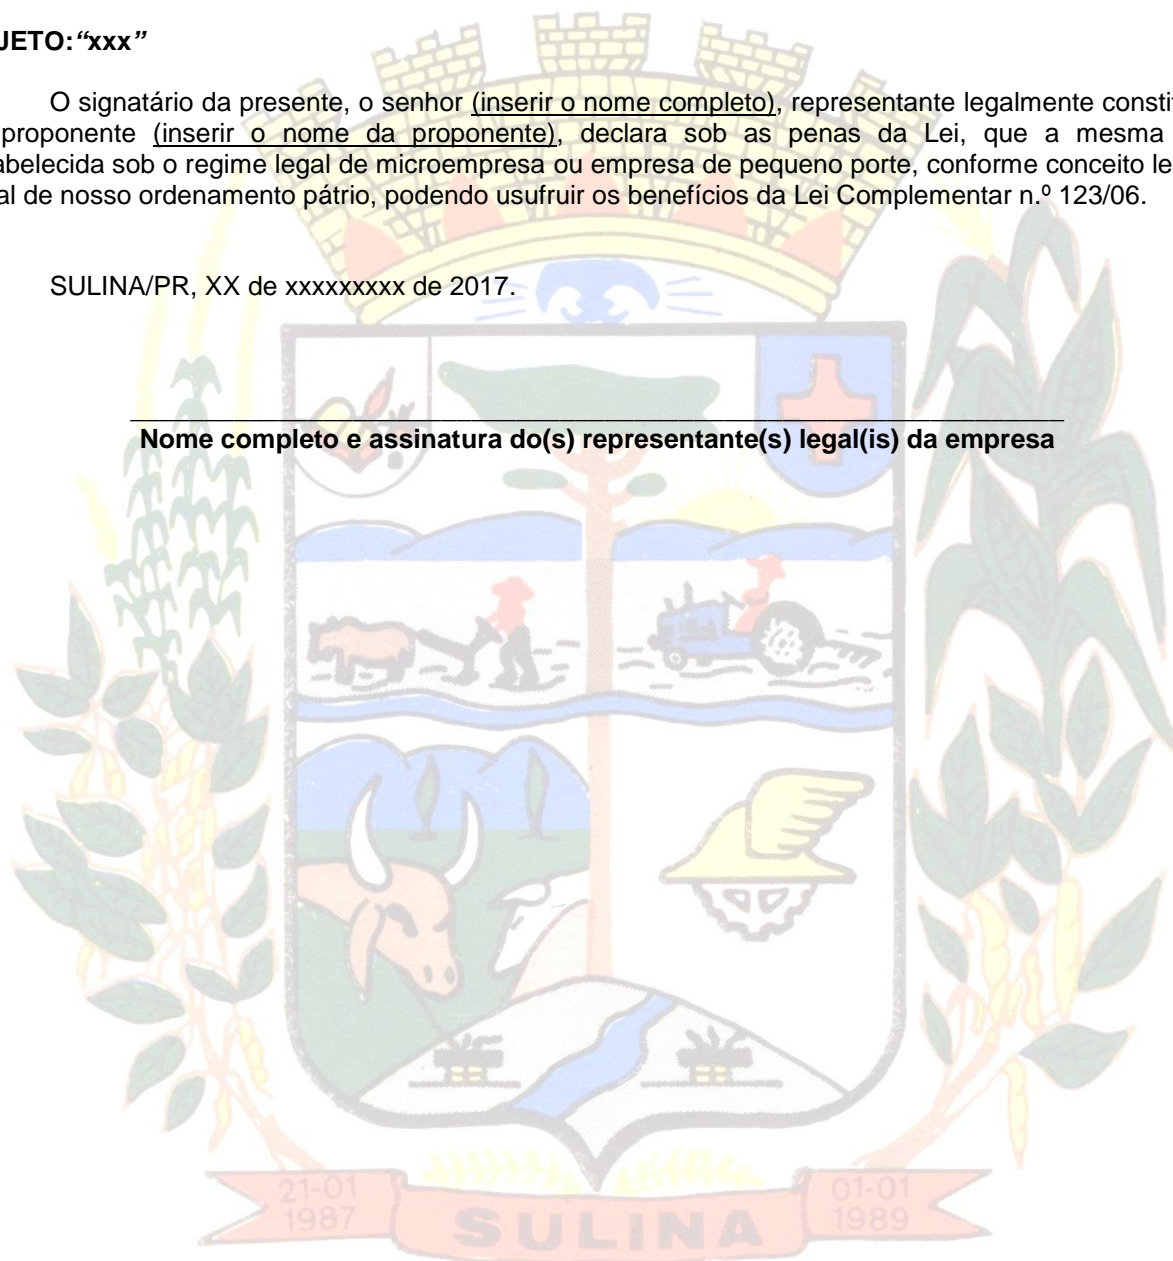 JETO: “xxx”
O signatário da presente, o senhor (inserir o nome completo), representante legalmente consti
proponente (inserir o nome da proponente), declara sob as penas da Lei, que a mesma
abelecida sob o regime legal de microempresa ou empresa de pequeno porte, conforme conceito le
al de nosso ordenamento pátrio, podendo usufruir os benefícios da Lei Complementar n.º 123/06.
SULINA/PR, XX de xxxxxxxxx de 2017.
Nome completo e assinatura do(s) representante(s) legal(is) da empresa
21-01
1987
SULINA
01-01
1989